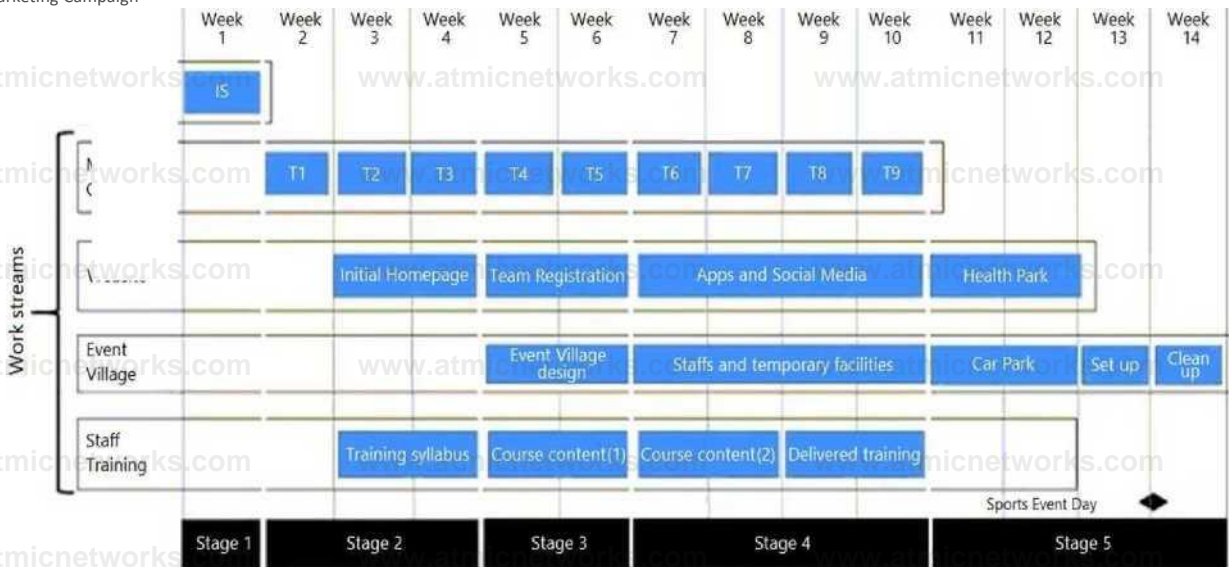 Week Week Week Week Week Week Week Week Week Week Week Week Week Week
1 2 3 4 5 6 7 8 9 10 11 12 13 14
www.atmicnetworks.com
IS
T1 T2 T3 T4 T5 T6 T7 T8 T9
Initial Homepage Team Registration Apps and Social Media Health Park
Work streams
Event Village
Event Village design
Staffs and temporary facilities
Car Park
Set up
Clean up
Staff Training
Training syllabus Course content(1) Course content(2) Delivered training
Sports Event Day
Stage 1 Stage 2 Stage 3 Stage 4 Stage 5